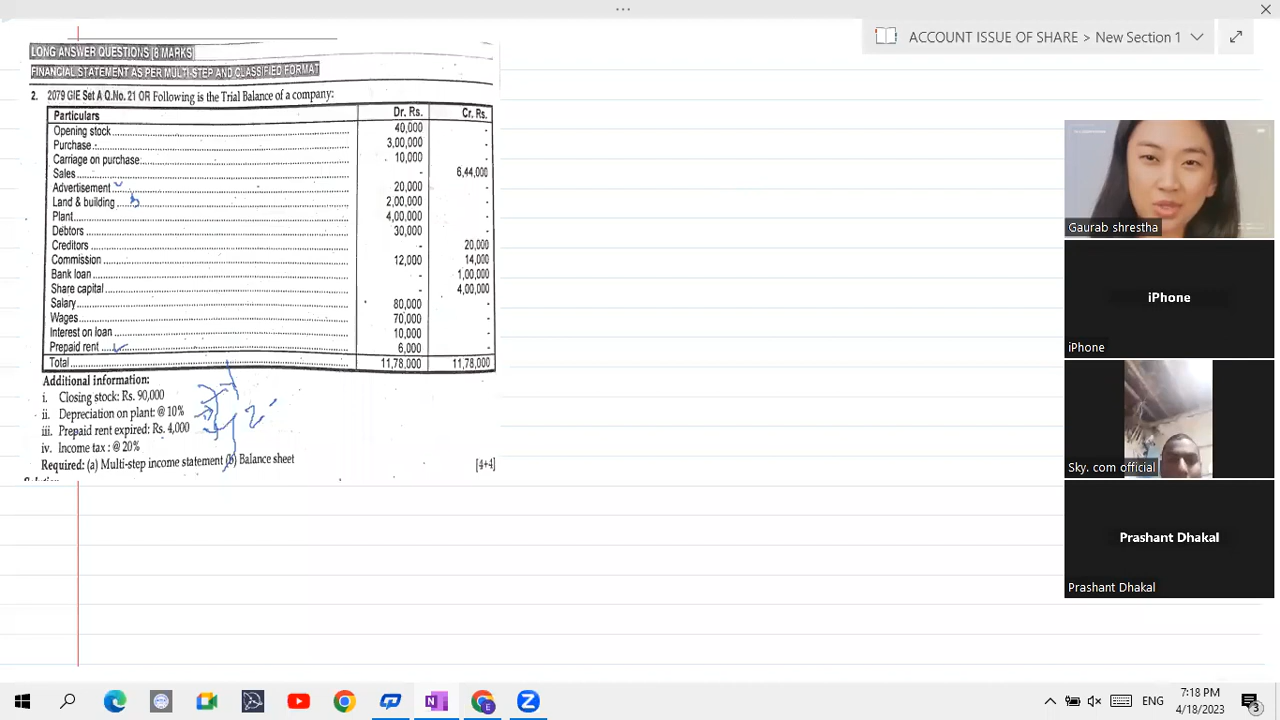 ACCOUNT ISSUE OF SHARE > New Section 1
LONG ANSWER QUESTIONS [8 MARKS]
FINANCIAL STATEMENT AS PER MULTI-STEP AND CLASSIFIED FORMAT
2. 2079 GIE Set A Q.No. 21 OR Following is the Trial Balance of a company:
Particulars Dr. Rs. Cr. Rs.
Opening stock 40,000 -
Purchase 3,00,000 -
Carriage on purchase 10,000 -
Sales - 6,44,000
Advertisement 20,000 -
Land & building 2,00,000 -
Plant 4,00,000 -
Debtors 30,000 -
Creditors - 20,000
Commission 12,000 14,000
Bank loan - 1,00,000
Share capital - 4,00,000
Salary 80,000 -
Wages 70,000 -
Interest on loan 10,000 -
Prepaid rent 6,000 -
Total 11,78,000 11,78,000
Additional information:
i. Closing stock: Rs. 90,000
ii. Depreciation on plant: @ 10%
iii. Prepaid rent expired: Rs. 4,000
iv. Income tax : @ 20%
Required: (a) Multi-step income statement (b) Balance sheet [4+4]
Gaurab shrestha
iPhone
iPhone
Sky. com official
Prashant Dhakal
Prashant Dhakal
ENG
7:18 PM
4/18/2023
3